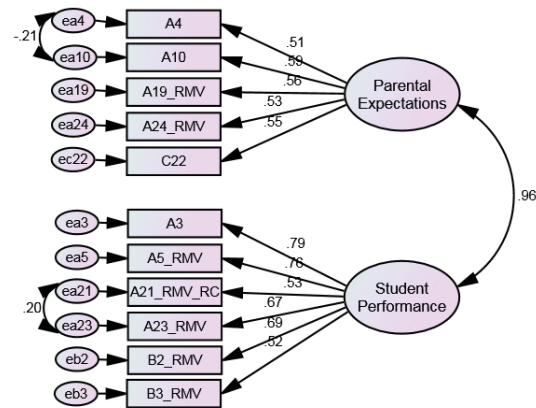 ea4
A4
-.21
.51
ea10
A10
.59
ea19
A19_RMV
.56
Parental
Expectations
ea24
A24_RMV
.53
ec22
C22
.55
.96
ea3
A3
.79
ea5
A5_RMV
.76
ea21
A21_RMV_RC
.53
Student
Performance
.20
ea23
A23_RMV
.67
eb2
B2_RMV
.69
eb3
B3_RMV
.52